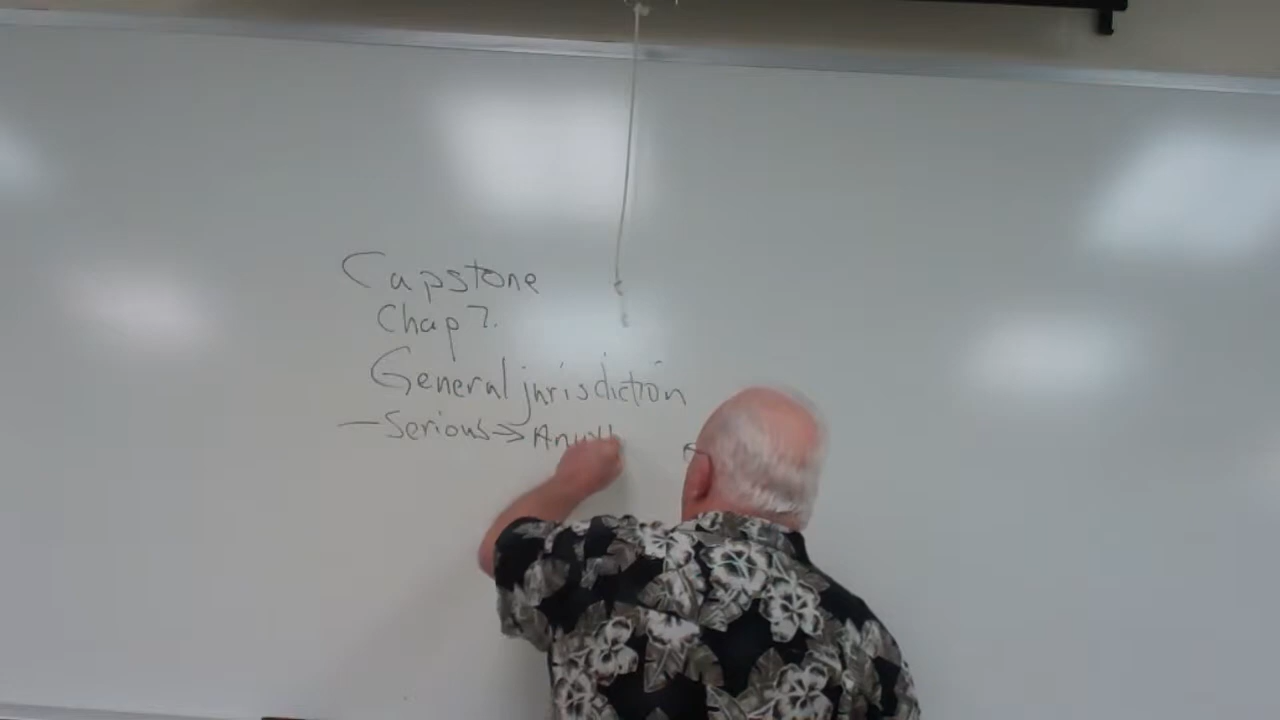 Capstone
Chap 7.
General jurisdiction
— Serious →